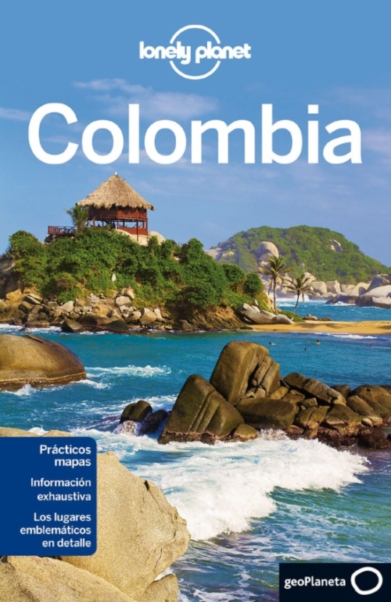 lonely planet
Colombia
Prácticos
mapas
Información
exhaustiva
Los lugares
emblemáticos
en detalle
geoPlaneta